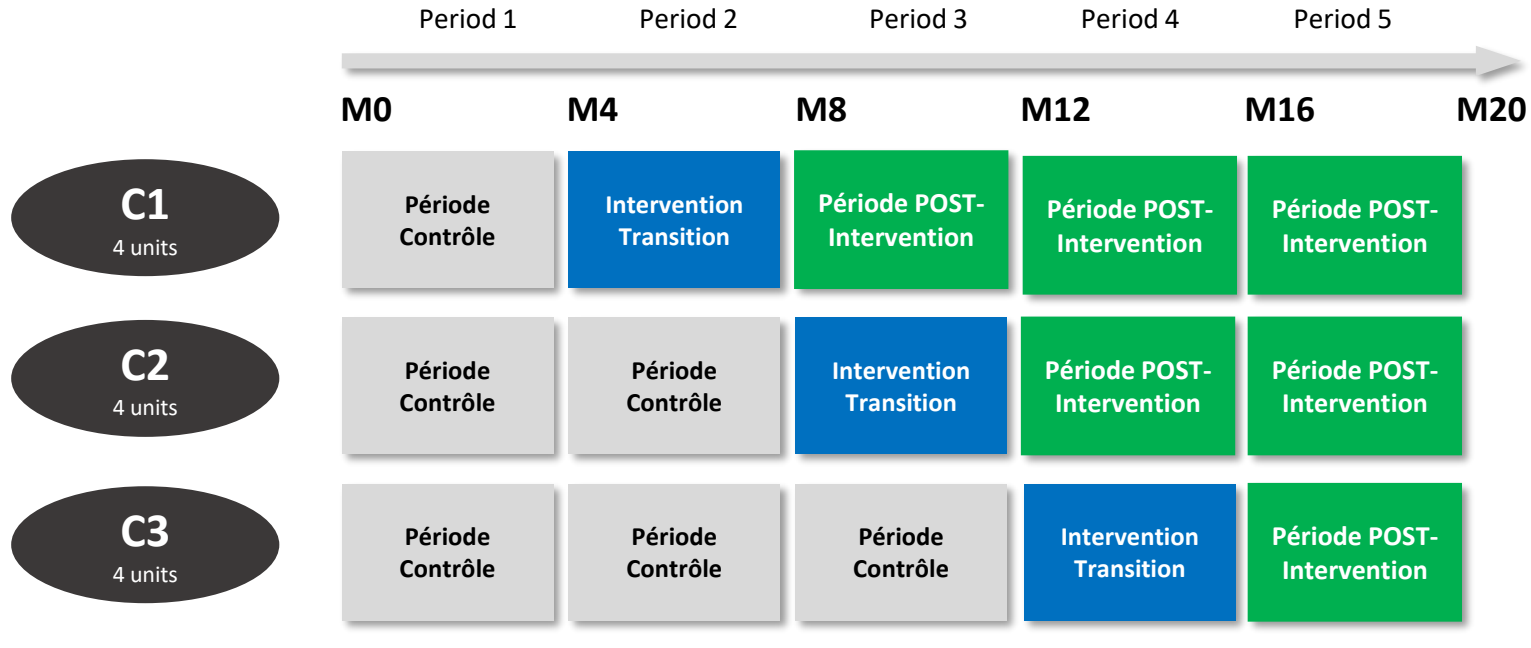 Period 1 Period 2 Period 3 Period 4 Period 5
M0 M4 M8 M12 M16 M20
C1
4 units
Période
Contrôle
Intervention
Transition
Période POST-
Intervention
Période POST-
Intervention
Période POST-
Intervention
C2
4 units
Période
Contrôle
Période
Contrôle
Intervention
Transition
Période POST-
Intervention
Période POST-
Intervention
C3
4 units
Période
Contrôle
Période
Contrôle
Période
Contrôle
Intervention
Transition
Période POST-
Intervention